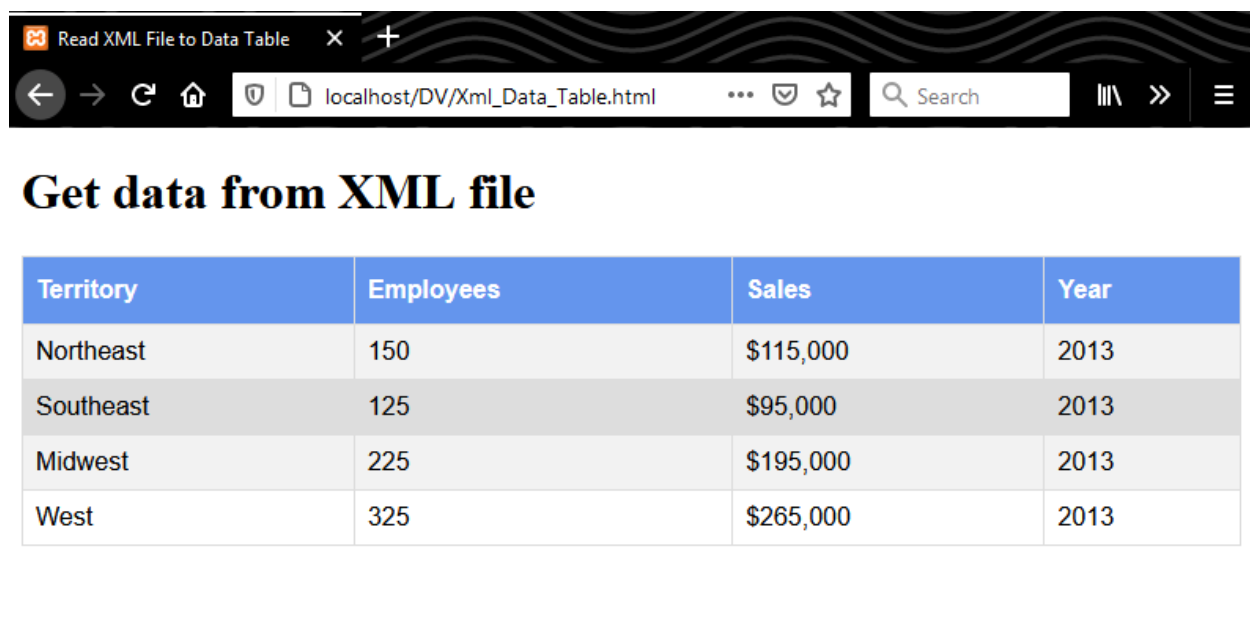 Read XML File to Data Table
localhost/DV/Xml_Data_Table.html Search
Get data from XML file
Territory Employees Sales Year
Northeast 150 $115,000 2013
Southeast 125 $95,000 2013
Midwest 225 $195,000 2013
West 325 $265,000 2013